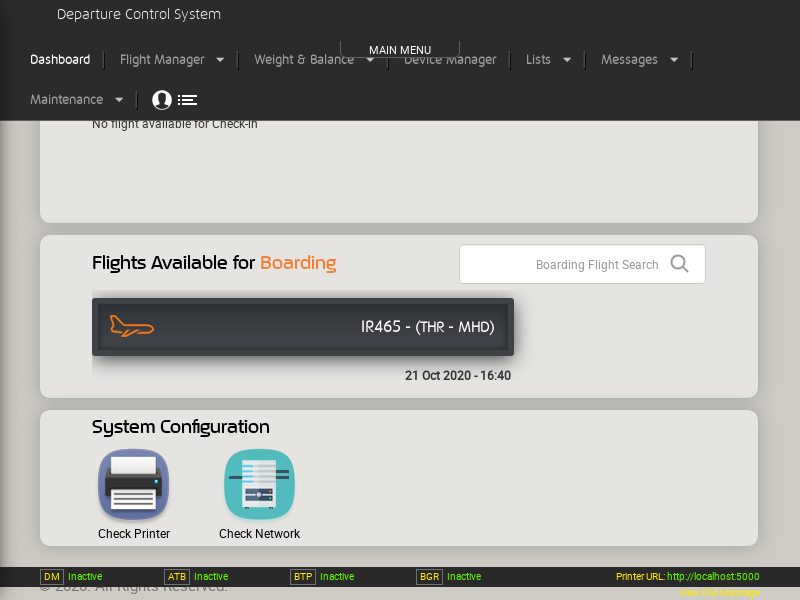 Departure Control System
MAIN MENU
Dashboard Flight Manager Weight & Balance Device Manager Lists Messages
Maintenance
No flight available for Check-in
Flights Available for Boarding
Boarding Flight Search
IR465 - (THR - MHD)
21 Oct 2020 - 16:40
System Configuration
Check Printer Check Network
DM Inactive ATB Inactive BTP Inactive BGR Inactive Printer URL: http://localhost:5000
© 2020. All Rights Reserved.